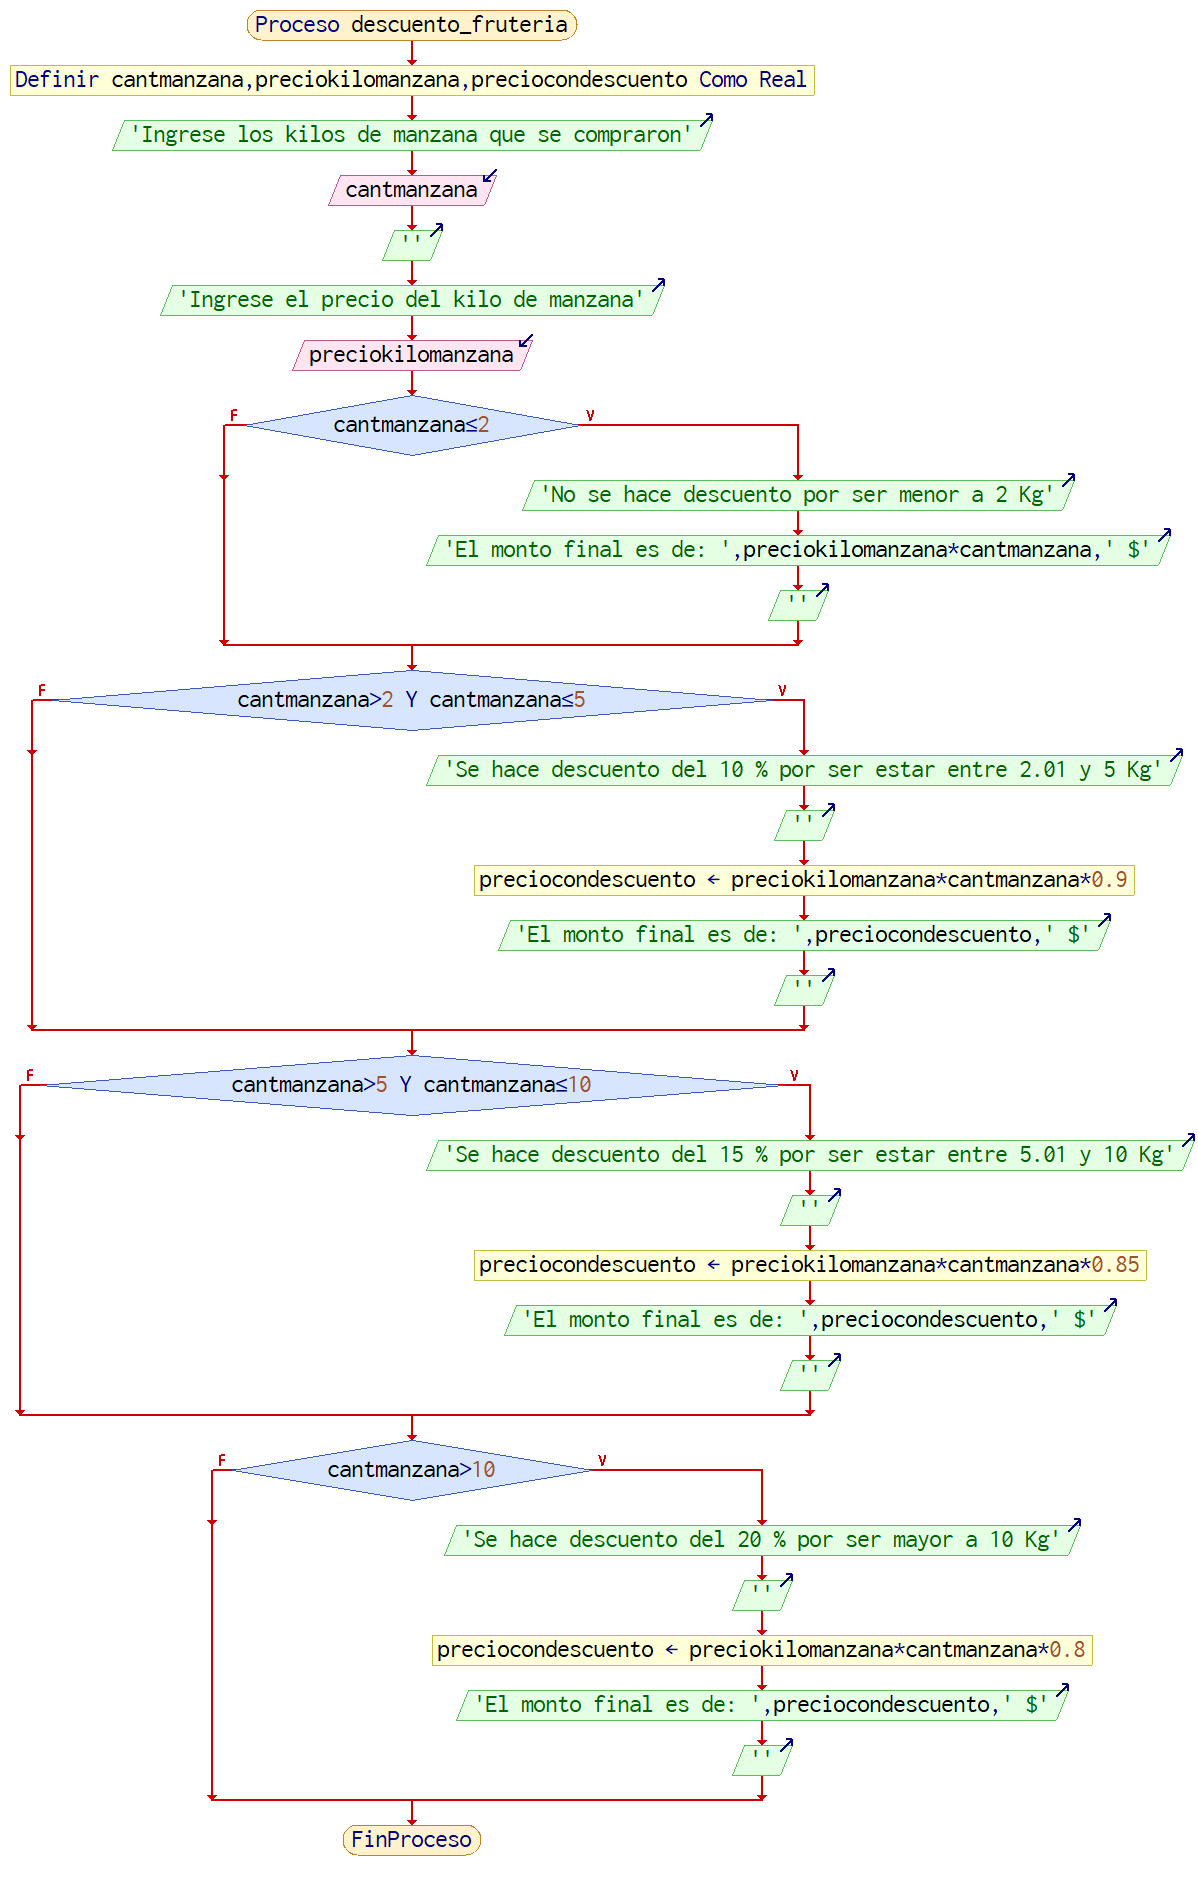 Proceso descuento_fruteria
Definir cantmanzana,preciokilomanzana,preciocondescuento Como Real
'Ingrese los kilos de manzana que se compraron'
cantmanzana
''
'Ingrese el precio del kilo de manzana'
preciokilomanzana
F
V
cantmanzana≤2
'No se hace descuento por ser menor a 2 Kg'
'El monto final es de: ',preciokilomanzana*cantmanzana,' $'
''
F
V
cantmanzana>2 Y cantmanzana≤5
'Se hace descuento del 10 % por ser estar entre 2.01 y 5 Kg'
''
preciocondescuento ← preciokilomanzana*cantmanzana*0.9
'El monto final es de: ',preciocondescuento,' $'
''
F
V
cantmanzana>5 Y cantmanzana≤10
'Se hace descuento del 15 % por ser estar entre 5.01 y 10 Kg'
''
preciocondescuento ← preciokilomanzana*cantmanzana*0.85
'El monto final es de: ',preciocondescuento,' $'
''
F
V
cantmanzana>10
'Se hace descuento del 20 % por ser mayor a 10 Kg'
''
preciocondescuento ← preciokilomanzana*cantmanzana*0.8
'El monto final es de: ',preciocondescuento,' $'
''
FinProceso